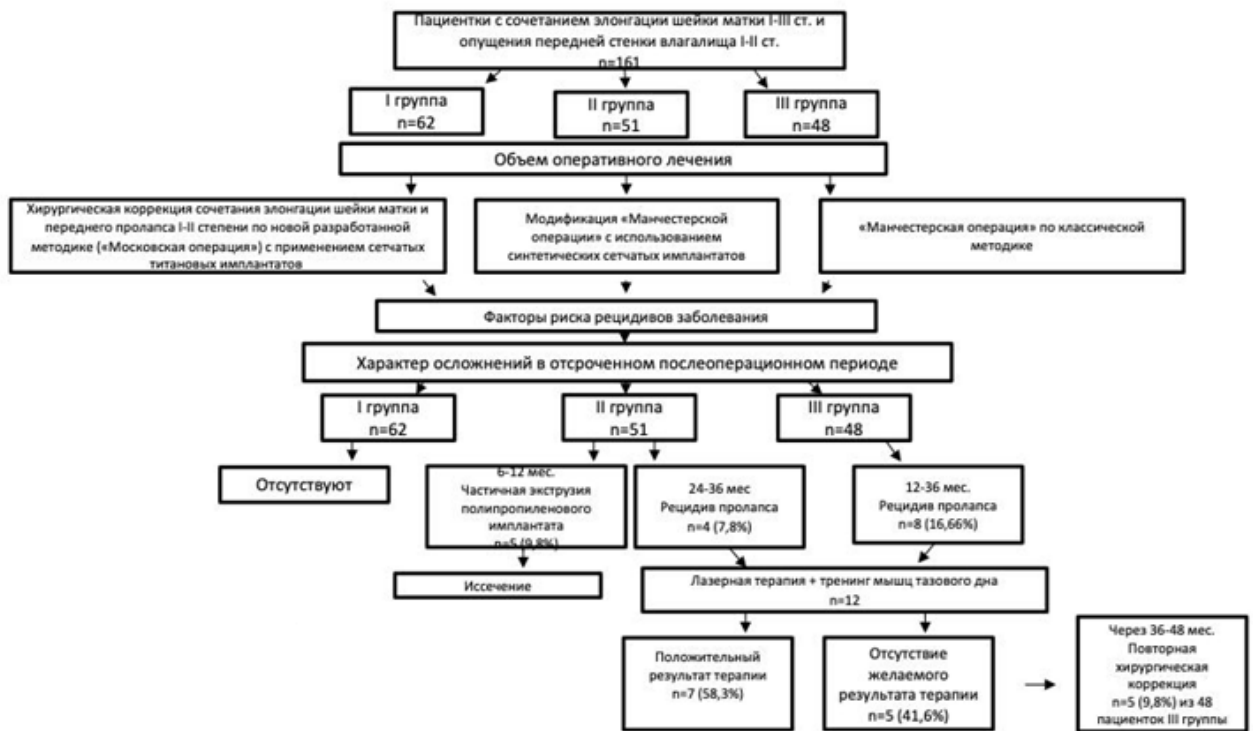 Пациентки с сочетанием элонгации шейки матки I-III ст. и
опущения передней стенки влагалища I-II ст.
n=161
I группа
n=62
II группа
n=51
III группа
n=48
Объем оперативного лечения
Хирургическая коррекция сочетания элонгации шейки матки и
переднего пролапса I-II степени по новой разработанной
методике («Московская операция») с применением сетчатых
титановых имплантатов
Модификация «Манчестерской
операции» с использованием
синтетических сетчатых имплантатов
«Манчестерская операция» по классической
методике
Факторы риска рецидивов заболевания
Характер осложнений в отсроченном послеоперационном периоде
I группа
n=62
II группа
n=51
III группа
n=48
Отсутствуют
6-12 мес.
Частичная экструзия
полипропиленового
имплантата
n=5 (9,8%)
24-36 мес
Рецидив пролапса
n=4 (7,8%)
12-36 мес.
Рецидив пролапса
n=8 (16,66%)
Иссечение
Лазерная терапия + тренинг мышц тазового дна
n=12
Положительный
результат терапии
n=7 (58,3%)
Отсутствие
желаемого
результата терапии
n=5 (41,6%)
Через 36-48 мес.
Повторная
хирургическая
коррекция
n=5 (9,8%) из 48
пациенток III группы